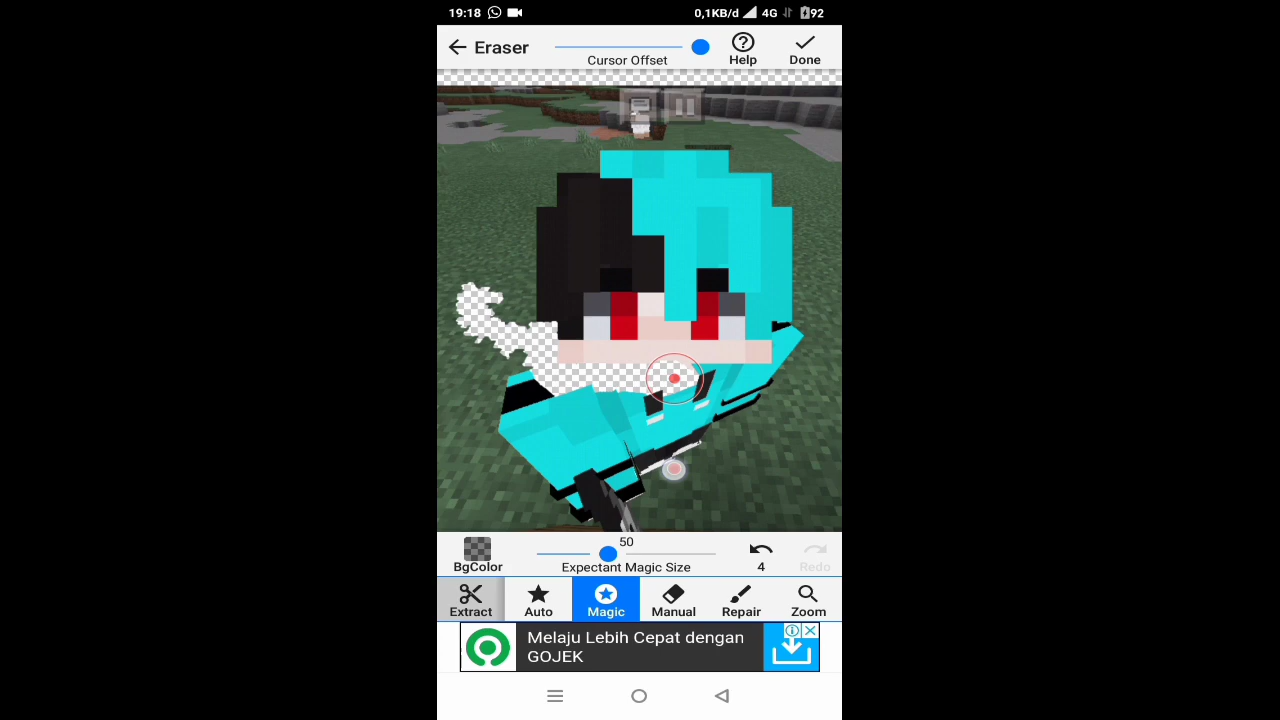 19:18 0,1KB/d 4G 92
Eraser
Cursor Offset
Help
Done
50
BgColor
Expectant Magic Size
4
Redo
Extract
Auto
Magic
Manual
Repair
Zoom
Melaju Lebih Cepat dengan
GOJEK